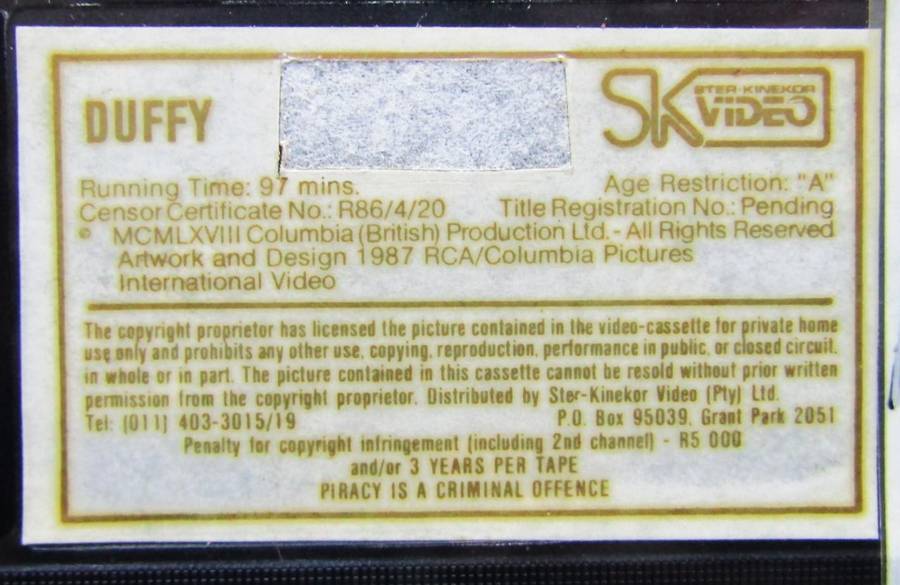 DUFFY
SK STER·KINEKOR VIDEO
Running Time: 97 mins. Age Restriction: "A"
Censor Certificate No.: R86/4/20 Title Registration No.: Pending
© MCMLXVIII Columbia (British) Production Ltd. - All Rights Reserved
Artwork and Design 1987 RCA/Columbia Pictures
International Video
The copyright proprietor has licensed the picture contained in the video-cassette for private home
use only and prohibits any other use, copying, reproduction, performance in public, or closed circuit,
in whole or in part. The picture contained in this cassette cannot be resold without prior written
permission from the copyright proprietor. Distributed by Ster-Kinekor Video (Pty) Ltd.
Tel: (011) 403-3015/19 P.O. Box 95039, Grant Park 2051
Penalty for copyright infringement (including 2nd channel) - R5 000
and/or 3 YEARS PER TAPE
PIRACY IS A CRIMINAL OFFENCE